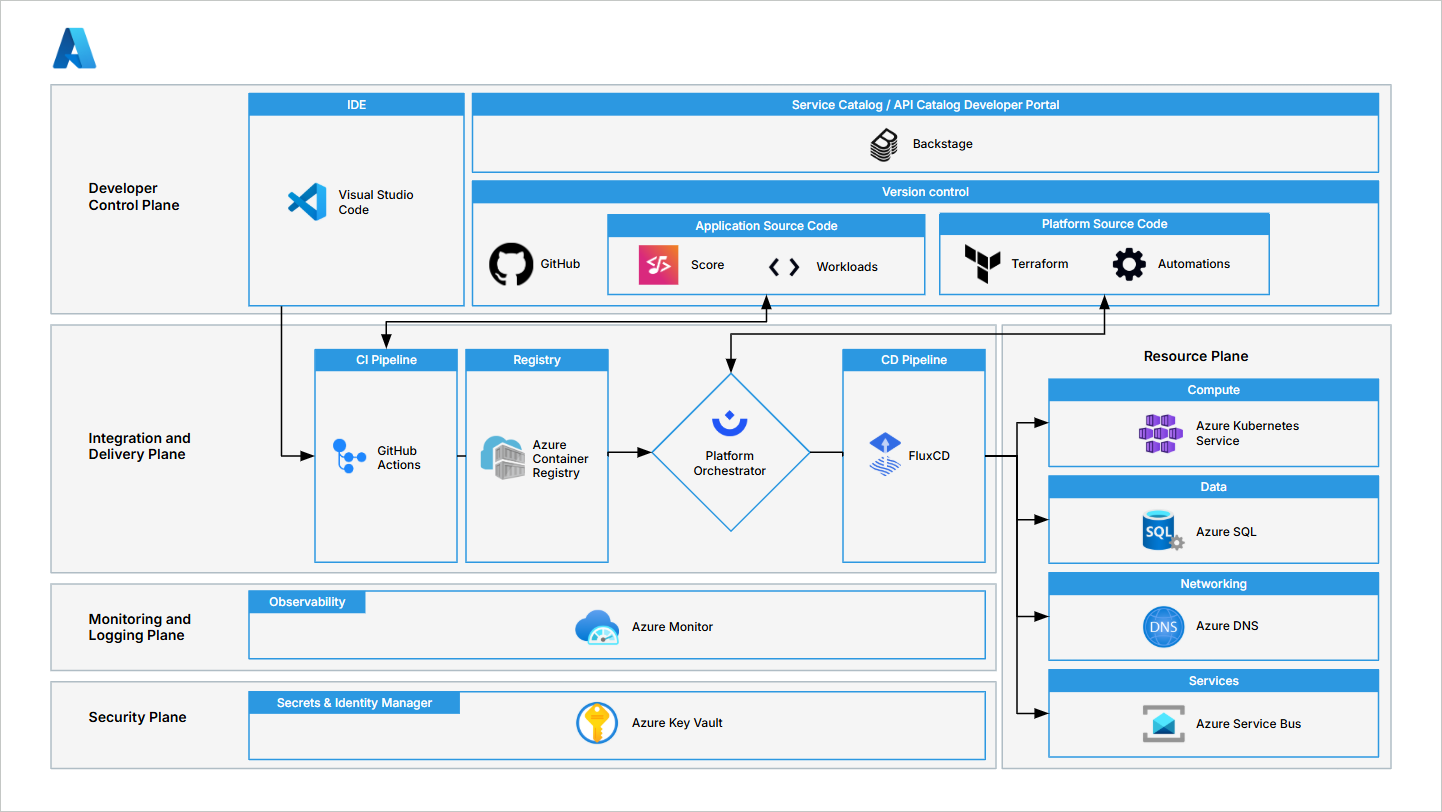 IDE
Service Catalog / API Catalog Developer Portal
Backstage
Developer
Control Plane
Visual Studio
Code
Version control
Application Source Code
Platform Source Code
GitHub
Score
Workloads
Terraform
Automations
Integration and
Delivery Plane
CI Pipeline
GitHub
Actions
Registry
Azure
Container
Registry
Platform
Orchestrator
CD Pipeline
FluxCD
Resource Plane
Compute
Azure Kubernetes
Service
Data
SQL
Azure SQL
Networking
DNS
Azure DNS
Services
Azure Service Bus
Monitoring and
Logging Plane
Observability
Azure Monitor
Security Plane
Secrets & Identity Manager
Azure Key Vault